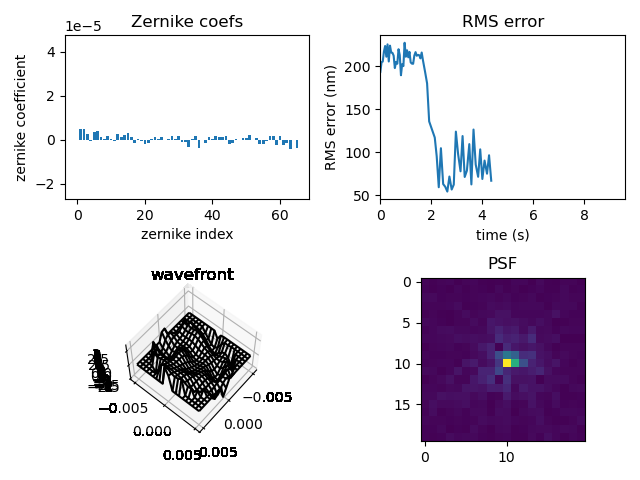 Zernike coefs
1e−5
4
2
0
−2
zernike coefficient
0 20 40 60
zernike index
RMS error
200
150
100
50
RMS error (nm)
0 2 4 6 8
time (s)
wavefront
−0.005
0.000
0.005
−0.005
0.000
0.005
PSF
0
5
10
15
0 10